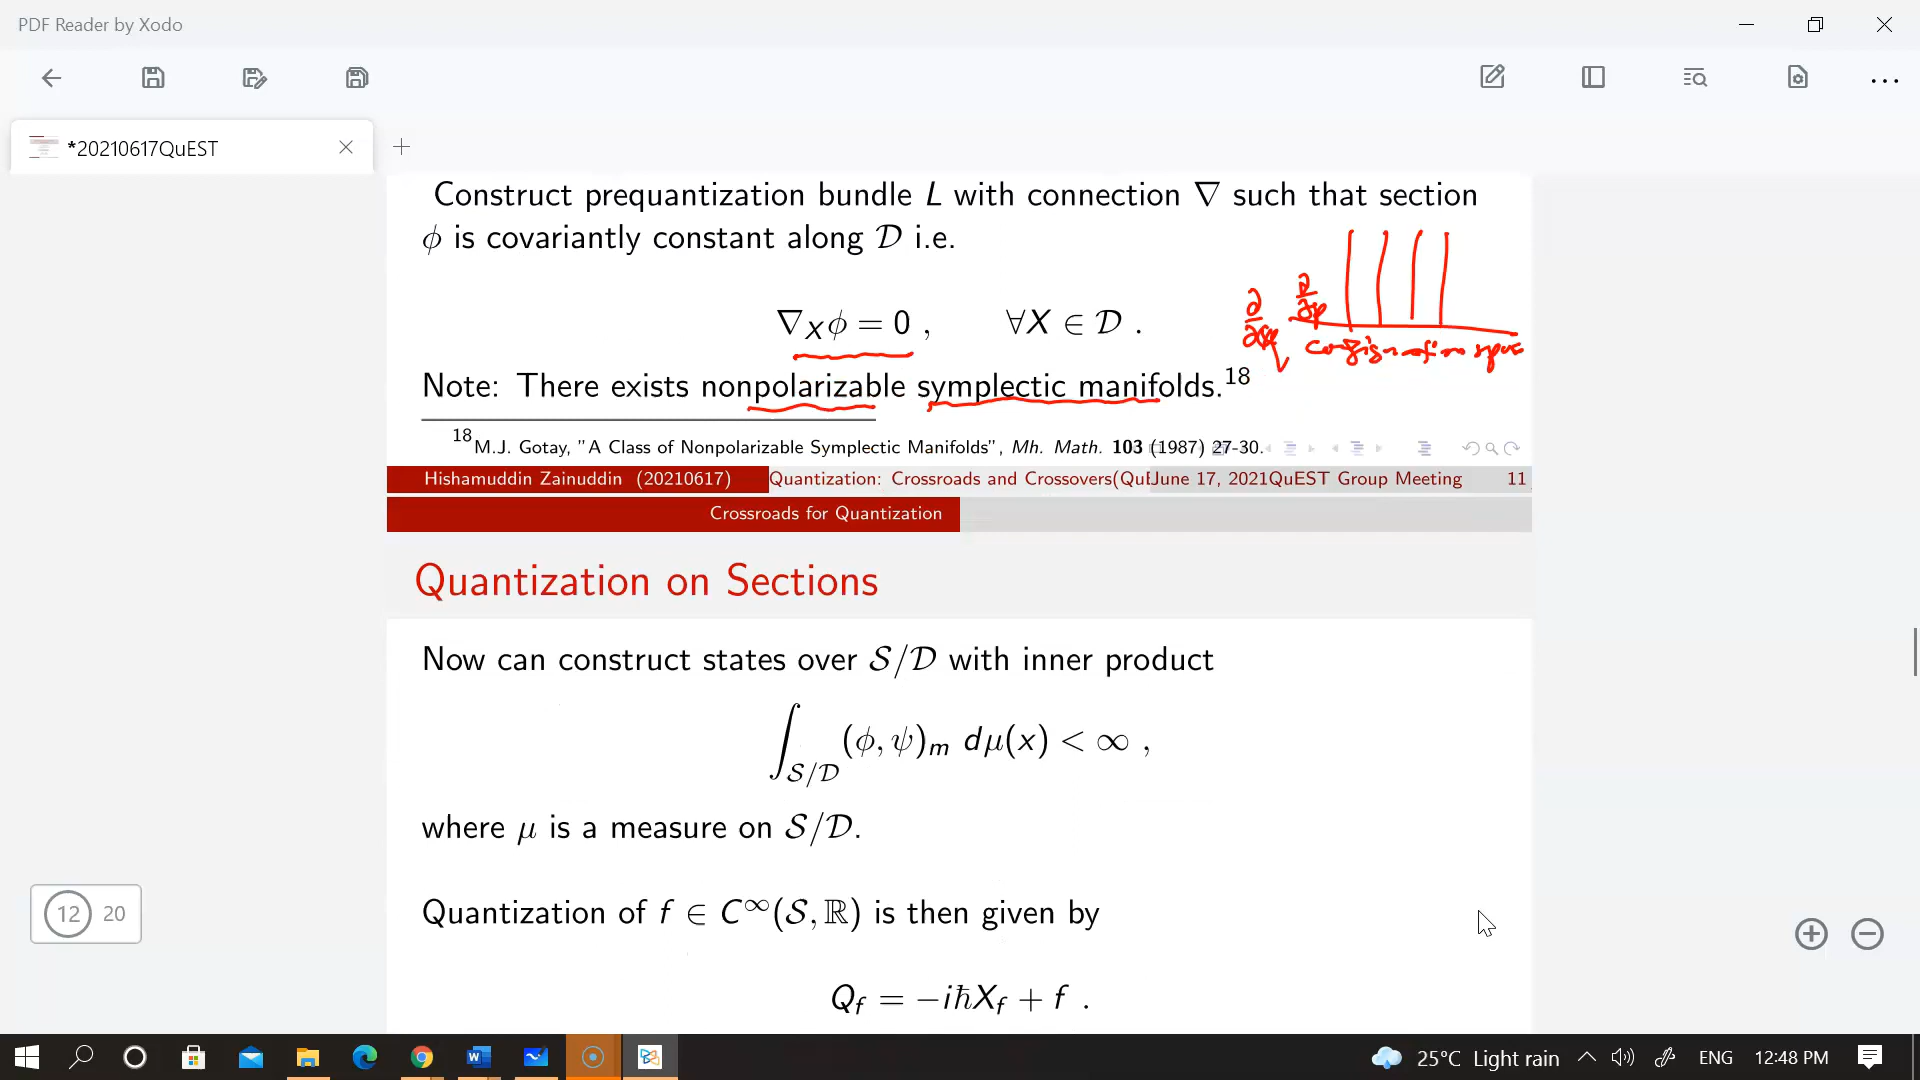 PDF Reader by Xodo
*20210617QuEST
Construct prequantization bundle L with connection ∇ such that section
ϕ is covariantly constant along 𝒟 i.e.
∇_X ϕ = 0 , ∀X ∈ 𝒟 .
∂/∂q ∂/∂p
configuration space
Note: There exists nonpolarizable symplectic manifolds.¹⁸
¹⁸M.J. Gotay, "A Class of Nonpolarizable Symplectic Manifolds", Mh. Math. 103 (1987) 27-30.
Hishamuddin Zainuddin (20210617) Quantization: Crossroads and Crossovers(QuE June 17, 2021QuEST Group Meeting 11
Crossroads for Quantization
Quantization on Sections
Now can construct states over 𝒮/𝒟 with inner product
∫_{𝒮/𝒟} (ϕ, ψ)_m dμ(x) < ∞ ,
where μ is a measure on 𝒮/𝒟.
Quantization of f ∈ C^∞(𝒮, ℝ) is then given by
Q_f = −iħX_f + f .
12 20
25°C Light rain ENG 12:48 PM